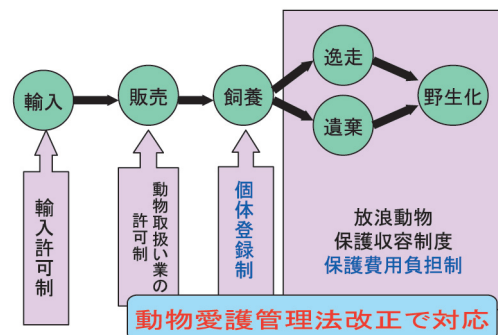 輸入
販売
飼養
逸走
遺棄
野生化
輸入許可制
動物取扱い業の
許可制
個体登録制
放浪動物
保護収容制度
保護費用負担制
動物愛護管理法改正で対応